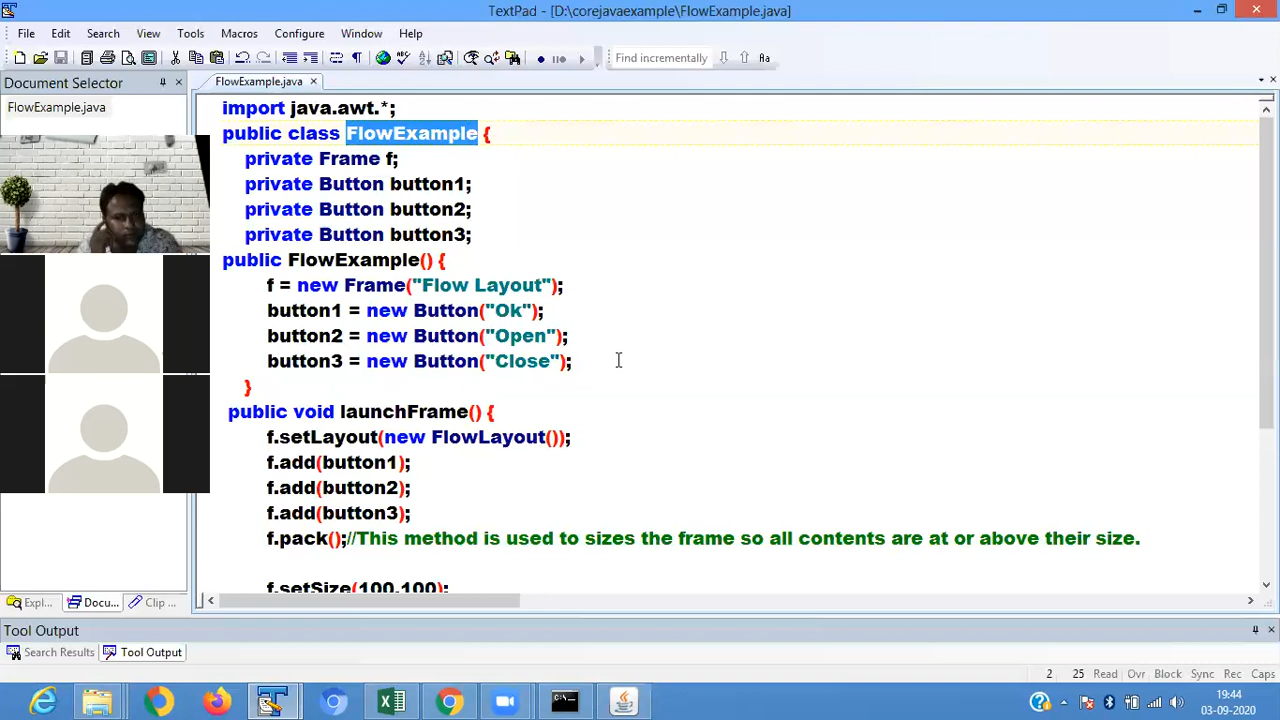 TextPad - [D:\corejavaexample\FlowExample.java]
File Edit Search View Tools Macros Configure Window Help
Find incrementally
Document Selector
FlowExample.java
FlowExample.java
import java.awt.*;
public class FlowExample {
private Frame f;
private Button button1;
private Button button2;
private Button button3;
public FlowExample() {
f = new Frame("Flow Layout");
button1 = new Button("Ok");
button2 = new Button("Open");
button3 = new Button("Close");
}
public void launchFrame() {
f.setLayout(new FlowLayout());
f.add(button1);
f.add(button2);
f.add(button3);
f.pack();//This method is used to sizes the frame so all contents are at or above their size.
f.setSize(100,100);
Expl... Docu... Clip ...
Tool Output
Search Results Tool Output
2 25 Read Ovr Block Sync Rec Caps
19:44
03-09-2020